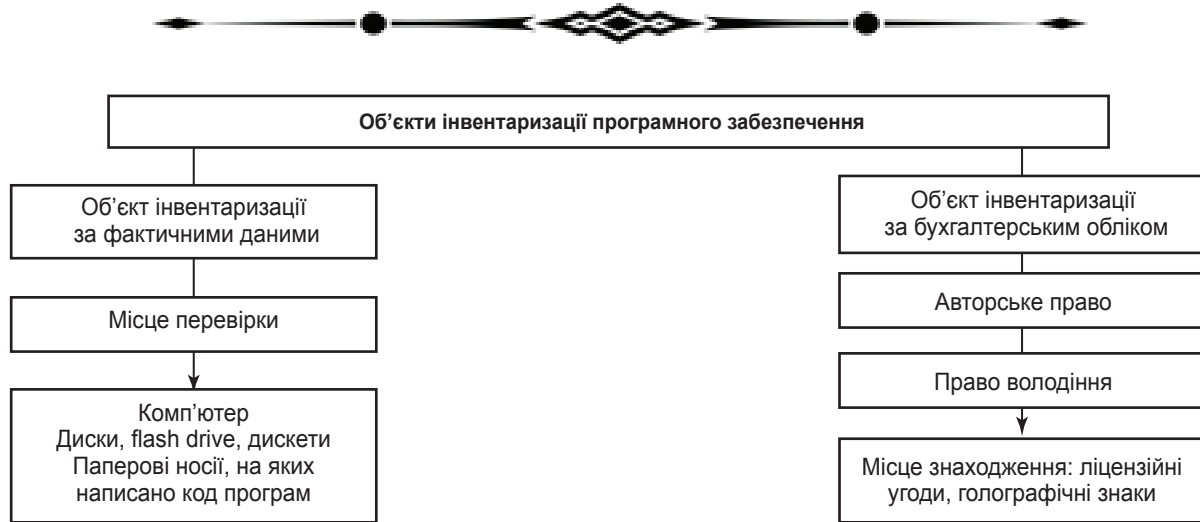 Об’єкти інвентаризації програмного забезпечення
Об’єкт інвентаризації
за фактичними даними
Місце перевірки
Комп’ютер
Диски, flash drive, дискети
Паперові носії, на яких
написано код програм
Об’єкт інвентаризації
за бухгалтерським обліком
Авторське право
Право володіння
Місце знаходження: ліцензійні
угоди, голографічні знаки